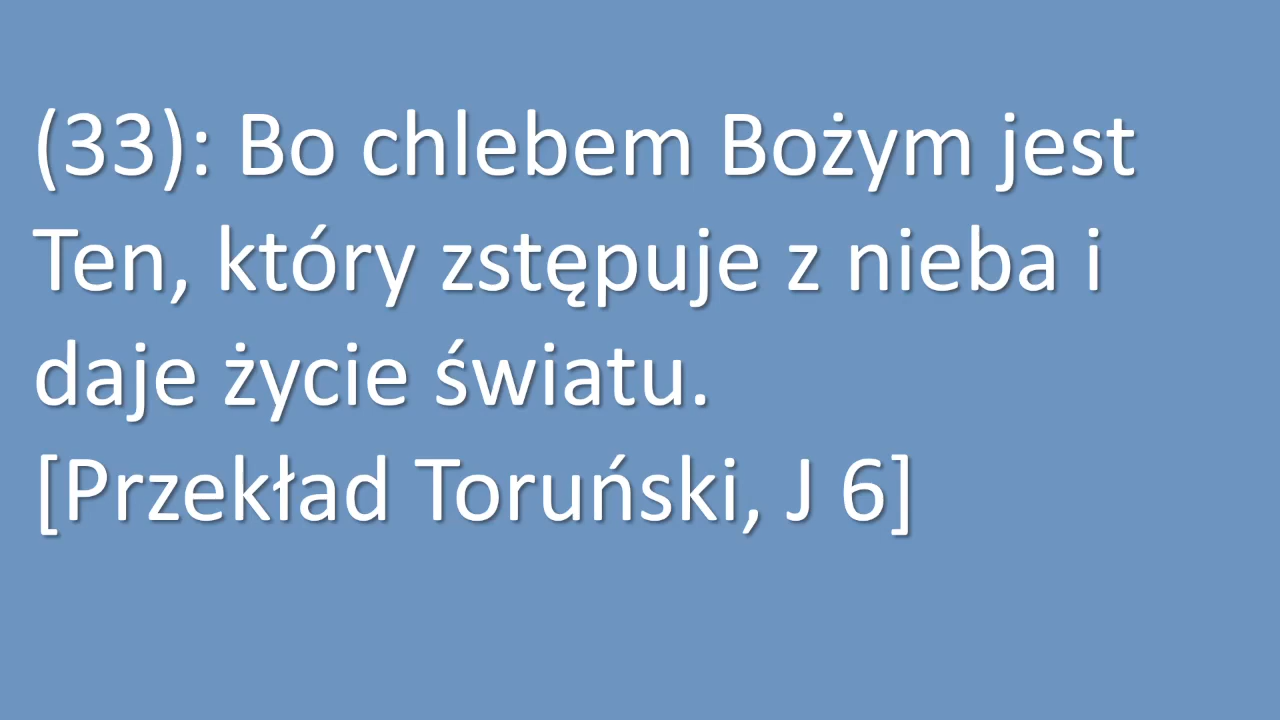 (33): Bo chlebem Bożym jest
Ten, który zstępuje z nieba i
daje życie światu.
[Przekład Toruński, J 6]